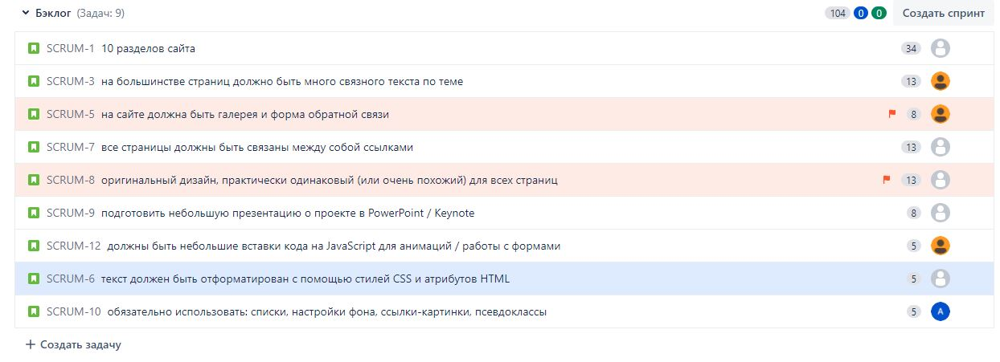 Бэклог (Задач: 9) 104 0 0 Создать спринт
SCRUM-1 10 разделов сайта 34
SCRUM-3 на большинстве страниц должно быть много связного текста по теме 13
SCRUM-5 на сайте должна быть галерея и форма обратной связи 8
SCRUM-7 все страницы должны быть связаны между собой ссылками 13
SCRUM-8 оригинальный дизайн, практически одинаковый (или очень похожий) для всех страниц 13
SCRUM-9 подготовить небольшую презентацию о проекте в PowerPoint / Keynote 8
SCRUM-12 должны быть небольшие вставки кода на JavaScript для анимаций / работы с формами 5
SCRUM-6 текст должен быть отформатирован с помощью стилей CSS и атрибутов HTML 5
SCRUM-10 обязательно использовать: списки, настройки фона, ссылки-картинки, псевдоклассы 5 A
+ Создать задачу